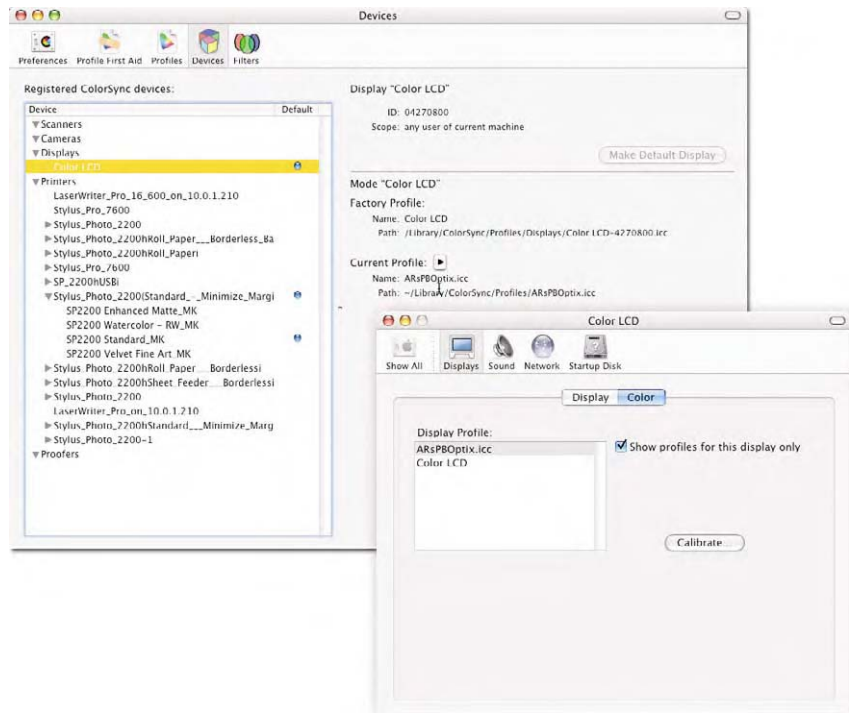 Devices
Preferences Profile First Aid Profiles Devices Filters
Registered ColorSync devices:
Device Default
Scanners
Cameras
Displays
Color LCD
Printers
LaserWriter_Pro_16_600_on_10.0.1.210
Stylus_Pro_7600
Stylus_Photo_2200
Stylus_Photo_2200hRoll_Paper___Borderless_Ba
Stylus_Photo_2200hRoll_Paperi
Stylus_Pro_7600
SP_2200hUSBi
Stylus_Photo_2200(Standard_-_Minimize_Margi
SP2200 Enhanced Matte_MK
SP2200 Watercolor - RW_MK
SP2200 Standard_MK
SP2200 Velvet Fine Art_MK
Stylus_Photo_2200hRoll_Paper___Borderlessi
Stylus_Photo_2200hSheet_Feeder___Borderlessi
Stylus_Photo_2200
LaserWriter_Pro_on_10.0.1.210
Stylus_Photo_2200hStandard___Minimize_Marg
Stylus_Photo_2200-1
Proofers
Display "Color LCD"
ID: 04270800
Scope: any user of current machine
Make Default Display
Mode "Color LCD"
Factory Profile:
Name: Color LCD
Path: /Library/ColorSync/Profiles/Displays/Color LCD-4270800.icc
Current Profile:
Name: ARsPBOptix.icc
Path: ~/Library/ColorSync/Profiles/ARsPBOptix.icc
Color LCD
Show All Displays Sound Network Startup Disk
Display Color
Display Profile:
ARsPBOptix.icc
Color LCD
Show profiles for this display only
Calibrate...